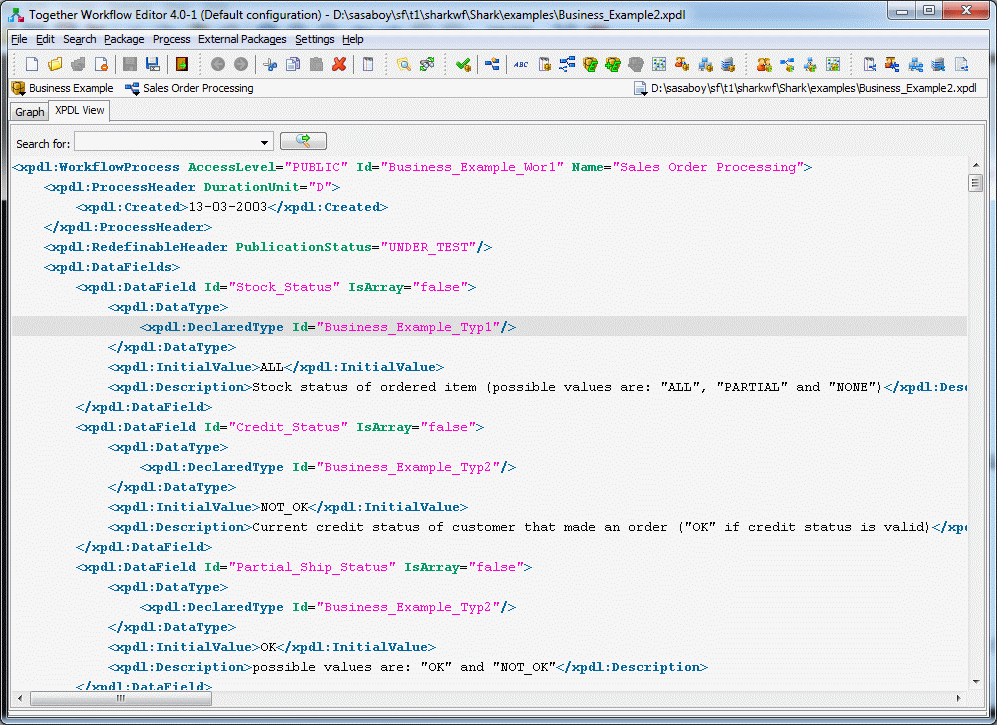 Together Workflow Editor 4.0-1 (Default configuration) - D:\sasaboy\sf\t1\sharkwf\Shark\examples\Business_Example2.xpdl
File Edit Search Package Process External Packages Settings Help
ABC
Business Example Sales Order Processing D:\sasaboy\sf\t1\sharkwf\Shark\examples\Business_Example2.xpdl
Graph XPDL View
Search for:
<xpdl:WorkflowProcess AccessLevel="PUBLIC" Id="Business_Example_Wor1" Name="Sales Order Processing">
<xpdl:ProcessHeader DurationUnit="D">
<xpdl:Created>13-03-2003</xpdl:Created>
</xpdl:ProcessHeader>
<xpdl:RedefinableHeader PublicationStatus="UNDER_TEST"/>
<xpdl:DataFields>
<xpdl:DataField Id="Stock_Status" IsArray="false">
<xpdl:DataType>
<xpdl:DeclaredType Id="Business_Example_Typ1"/>
</xpdl:DataType>
<xpdl:InitialValue>ALL</xpdl:InitialValue>
<xpdl:Description>Stock status of ordered item (possible values are: "ALL", "PARTIAL" and "NONE")</xpdl:Desc
</xpdl:DataField>
<xpdl:DataField Id="Credit_Status" IsArray="false">
<xpdl:DataType>
<xpdl:DeclaredType Id="Business_Example_Typ2"/>
</xpdl:DataType>
<xpdl:InitialValue>NOT_OK</xpdl:InitialValue>
<xpdl:Description>Current credit status of customer that made an order ("OK" if credit status is valid)</xpd
</xpdl:DataField>
<xpdl:DataField Id="Partial_Ship_Status" IsArray="false">
<xpdl:DataType>
<xpdl:DeclaredType Id="Business_Example_Typ2"/>
</xpdl:DataType>
<xpdl:InitialValue>OK</xpdl:InitialValue>
<xpdl:Description>possible values are: "OK" and "NOT_OK"</xpdl:Description>
</xpdl:DataField>